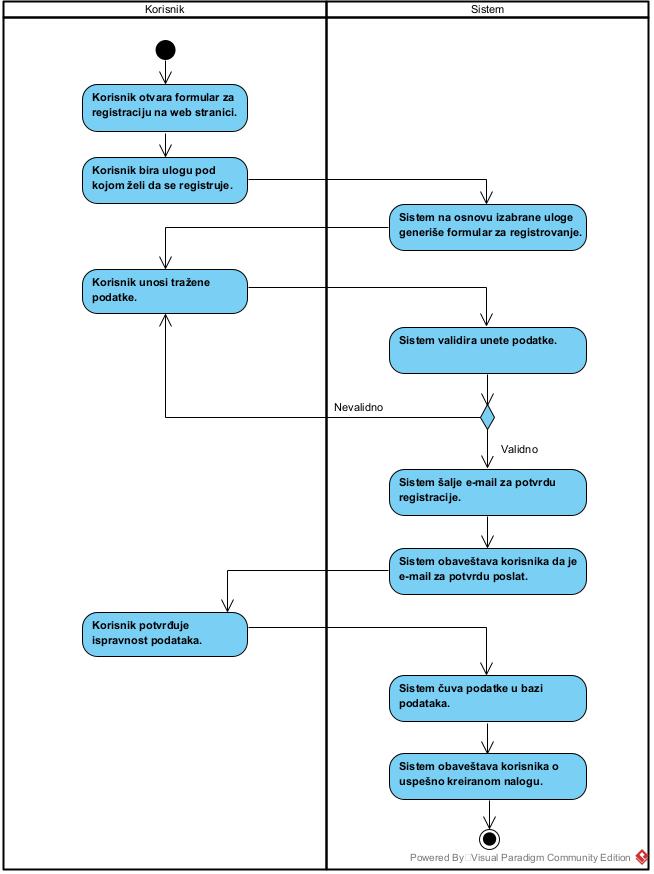 Korisnik
Sistem
Korisnik otvara formular za
registraciju na web stranici.
Korisnik bira ulogu pod
kojom želi da se registruje.
Sistem na osnovu izabrane uloge
generiše formular za registrovanje.
Korisnik unosi tražene
podatke.
Sistem validira unete podatke.
Nevalidno
Validno
Sistem šalje e-mail za potvrdu
registracije.
Sistem obaveštava korisnika da je
e-mail za potvrdu poslat.
Korisnik potvrđuje
ispravnost podataka.
Sistem čuva podatke u bazi
podataka.
Sistem obaveštava korisnika o
uspešno kreiranom nalogu.
Powered By Visual Paradigm Community Edition